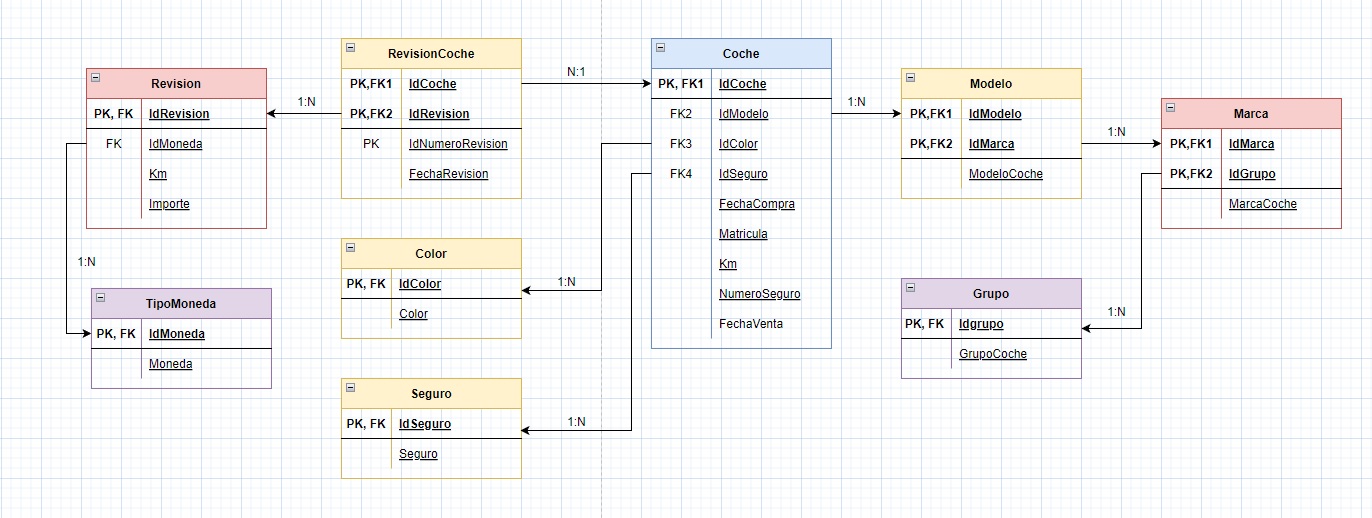 Revision
PK, FK IdRevision
FK IdMoneda
Km
Importe
1:N
TipoMoneda
PK, FK IdMoneda
Moneda
1:N
RevisionCoche
PK,FK1 IdCoche
PK,FK2 IdRevision
PK IdNumeroRevision
FechaRevision
N:1
Color
PK, FK IdColor
Color
1:N
Seguro
PK, FK IdSeguro
Seguro
1:N
Coche
PK, FK1 IdCoche
FK2 IdModelo
FK3 IdColor
FK4 IdSeguro
FechaCompra
Matricula
Km
NumeroSeguro
FechaVenta
1:N
Modelo
PK,FK1 IdModelo
PK,FK2 IdMarca
ModeloCoche
1:N
Marca
PK,FK1 IdMarca
PK,FK2 IdGrupo
MarcaCoche
Grupo
PK, FK Idgrupo
GrupoCoche
1:N